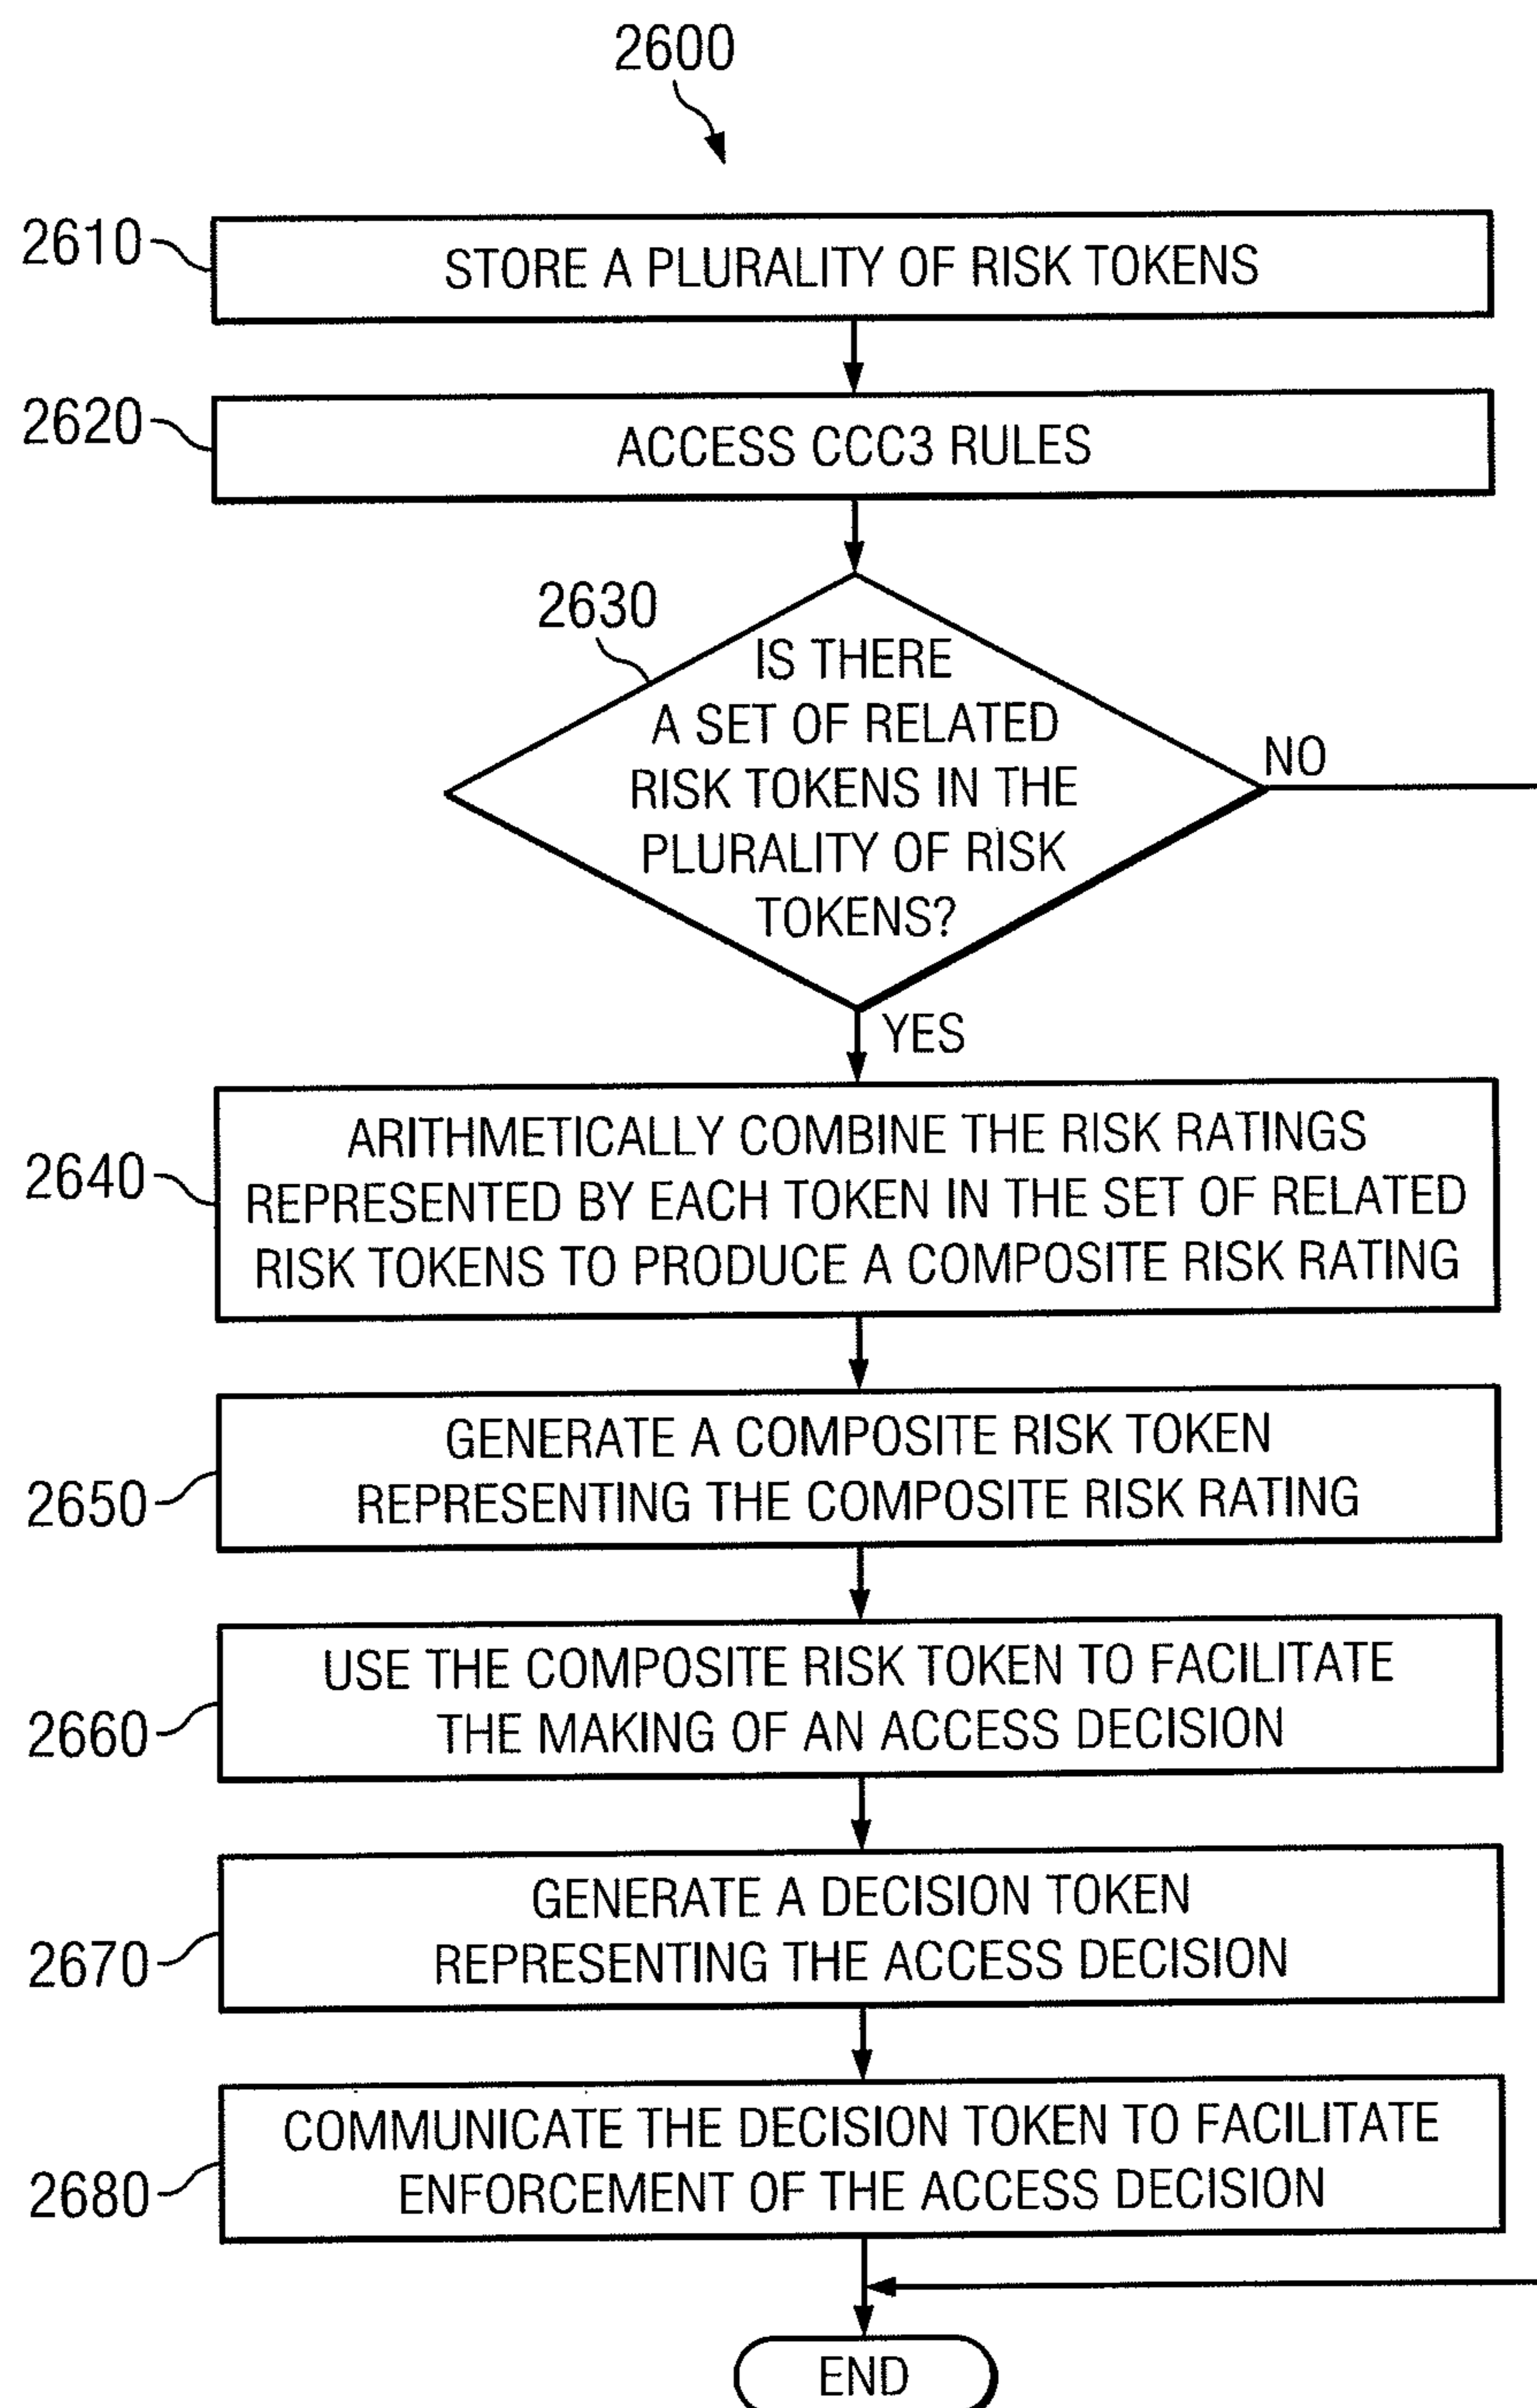 2600
2610
STORE A PLURALITY OF RISK TOKENS
2620
ACCESS CCC3 RULES
2630
IS THERE
A SET OF RELATED
RISK TOKENS IN THE
PLURALITY OF RISK
TOKENS?
NO
YES
2640
ARITHMETICALLY COMBINE THE RISK RATINGS
REPRESENTED BY EACH TOKEN IN THE SET OF RELATED
RISK TOKENS TO PRODUCE A COMPOSITE RISK RATING
2650
GENERATE A COMPOSITE RISK TOKEN
REPRESENTING THE COMPOSITE RISK RATING
2660
USE THE COMPOSITE RISK TOKEN TO FACILITATE
THE MAKING OF AN ACCESS DECISION
2670
GENERATE A DECISION TOKEN
REPRESENTING THE ACCESS DECISION
2680
COMMUNICATE THE DECISION TOKEN TO FACILITATE
ENFORCEMENT OF THE ACCESS DECISION
END